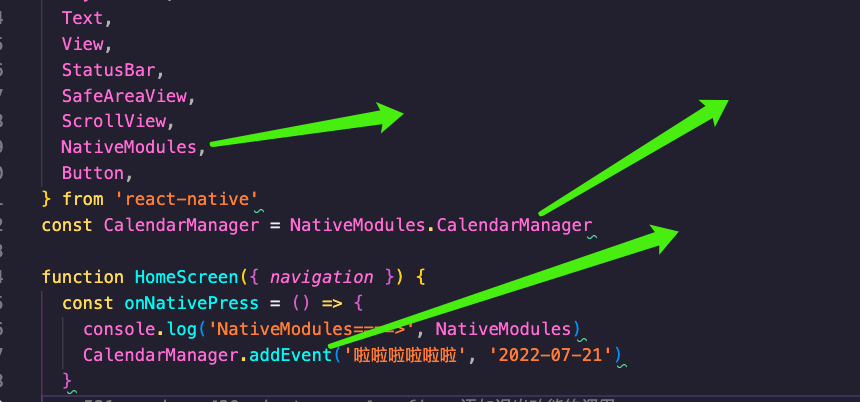 Text,
View,
StatusBar,
SafeAreaView,
ScrollView,
NativeModules,
Button,
} from 'react-native'
const CalendarManager = NativeModules.CalendarManager
function HomeScreen({ navigation }) {
const onNativePress = () => {
console.log('NativeModules====>', NativeModules)
CalendarManager.addEvent('啦啦啦啦啦啦', '2022-07-21')
}